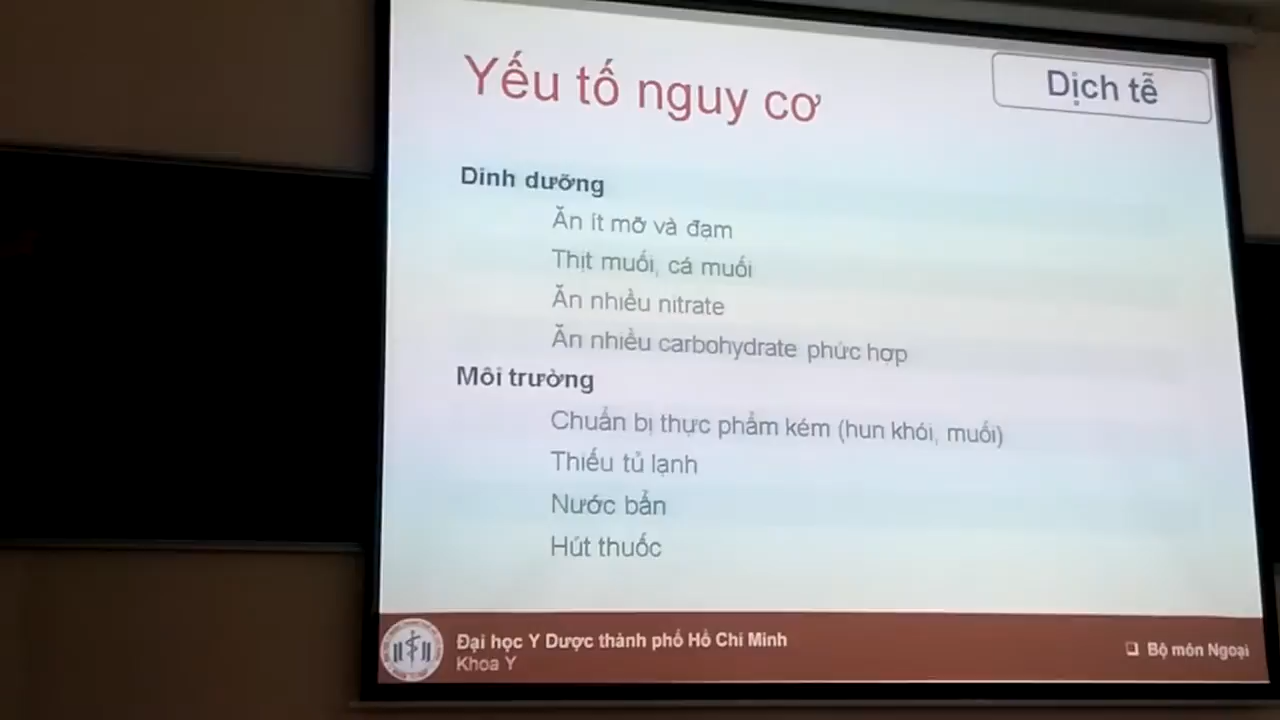 Yếu tố nguy cơ
Dịch tễ
Dinh dưỡng
Ăn ít mỡ và đạm
Thịt muối, cá muối
Ăn nhiều nitrate
Ăn nhiều carbohydrate phức hợp
Môi trường
Chuẩn bị thực phẩm kém (hun khói, muối)
Thiếu tủ lạnh
Nước bẩn
Hút thuốc
Đại học Y Dược thành phố Hồ Chí Minh
Khoa Y
❑ Bộ môn Ngoại